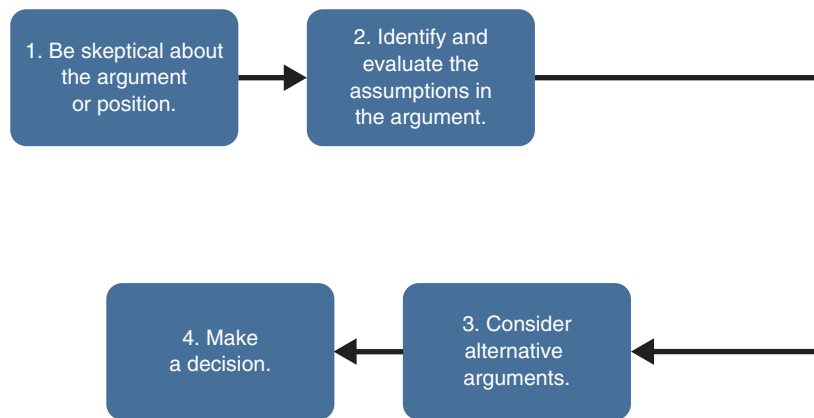 1. Be skeptical about
the argument
or position.
2. Identify and
evaluate the
assumptions in
the argument.
3. Consider
alternative
arguments.
4. Make
a decision.